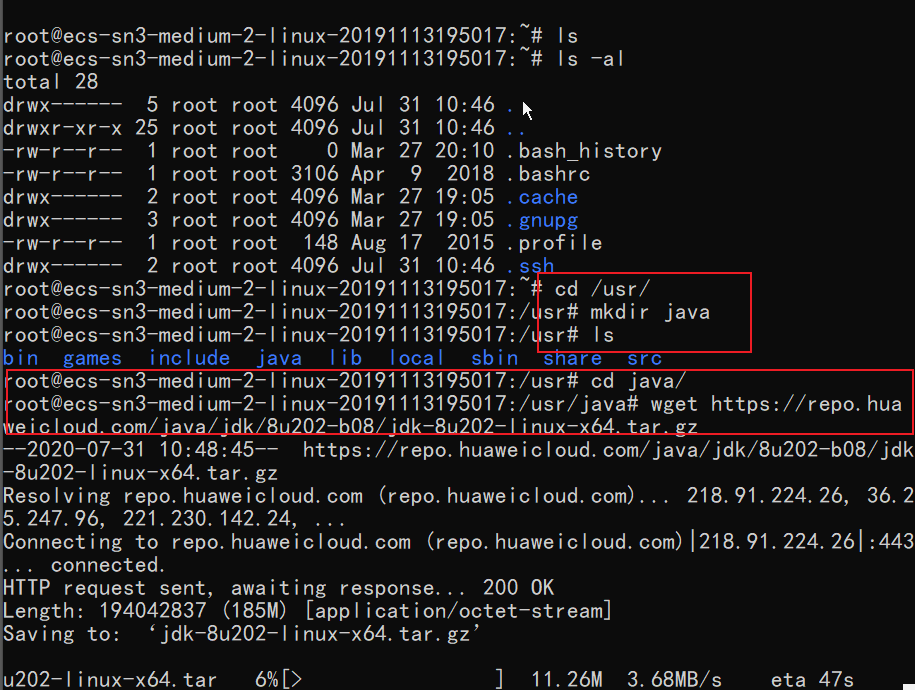 root@ecs-sn3-medium-2-linux-20191113195017:~# ls
root@ecs-sn3-medium-2-linux-20191113195017:~# ls -al
total 28
drwx------  5 root root 4096 Jul 31 10:46 .
drwxr-xr-x 25 root root 4096 Jul 31 10:46 ..
-rw-r--r--  1 root root    0 Mar 27 20:10 .bash_history
-rw-r--r--  1 root root 3106 Apr  9  2018 .bashrc
drwx------  2 root root 4096 Mar 27 19:05 .cache
drwx------  3 root root 4096 Mar 27 19:05 .gnupg
-rw-r--r--  1 root root  148 Aug 17  2015 .profile
drwx------  2 root root 4096 Jul 31 10:46 .ssh
root@ecs-sn3-medium-2-linux-20191113195017:~# cd /usr/
root@ecs-sn3-medium-2-linux-20191113195017:/usr# mkdir java
root@ecs-sn3-medium-2-linux-20191113195017:/usr# ls
bin  games  include  java  lib  local  sbin  share  src
root@ecs-sn3-medium-2-linux-20191113195017:/usr# cd java/
root@ecs-sn3-medium-2-linux-20191113195017:/usr/java# wget https://repo.hua
weicloud.com/java/jdk/8u202-b08/jdk-8u202-linux-x64.tar.gz
--2020-07-31 10:48:45--  https://repo.huaweicloud.com/java/jdk/8u202-b08/jdk
-8u202-linux-x64.tar.gz
Resolving repo.huaweicloud.com (repo.huaweicloud.com)... 218.91.224.26, 36.2
5.247.96, 221.230.142.24, ...
Connecting to repo.huaweicloud.com (repo.huaweicloud.com)|218.91.224.26|:443
... connected.
HTTP request sent, awaiting response... 200 OK
Length: 194042837 (185M) [application/octet-stream]
Saving to: ‘jdk-8u202-linux-x64.tar.gz’
u202-linux-x64.tar   6%[>                ]  11.26M  3.68MB/s    eta 47s